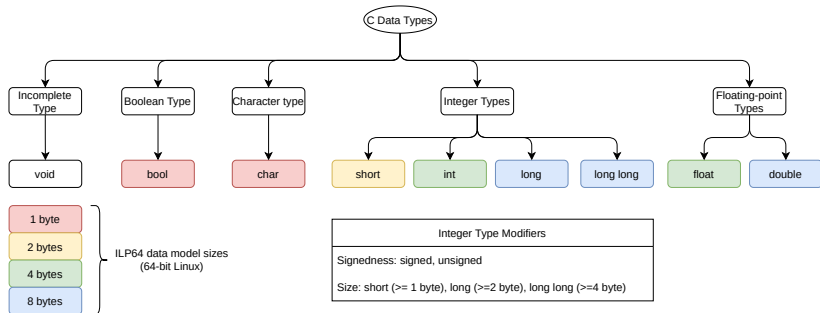 C Data Types
Incomplete
Type
Boolean Type
Character type
Integer Types
Floating-point
Types
void
bool
char
short
int
long
long long
float
double
1 byte
2 bytes
4 bytes
8 bytes
ILP64 data model sizes
(64-bit Linux)
Integer Type Modifiers
Signedness: signed, unsigned
Size: short (>= 1 byte), long (>=2 byte), long long (>=4 byte)